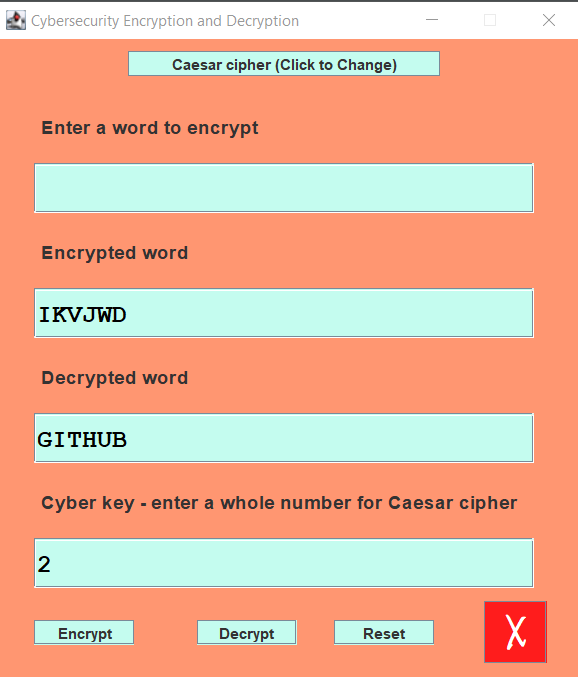 Cybersecurity Encryption and Decryption
Caesar cipher (Click to Change)
Enter a word to encrypt
Encrypted word
IKVJWD
Decrypted word
GITHUB
Cyber key - enter a whole number for Caesar cipher
2
Encrypt Decrypt Reset X